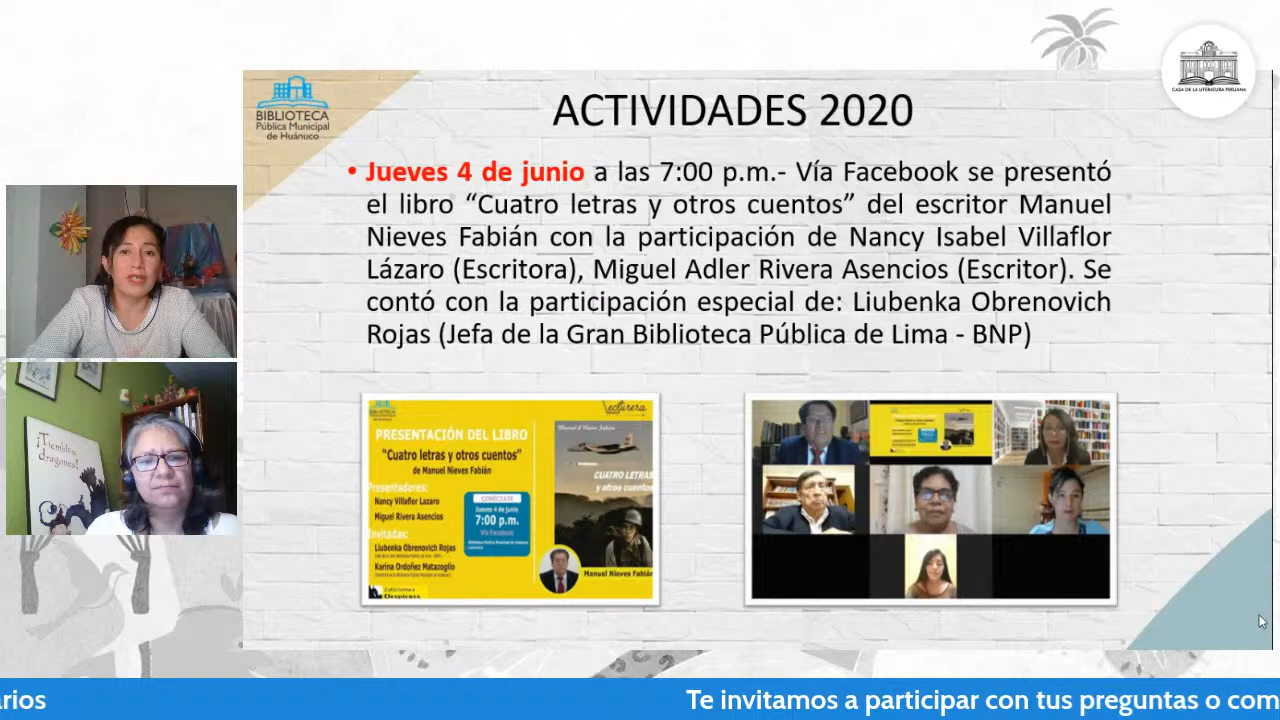 CASA DE LA LITERATURA PERUANA
BIBLIOTECA
Pública Municipal
de Huánuco
ACTIVIDADES 2020
• Jueves 4 de junio a las 7:00 p.m.- Vía Facebook se presentó
el libro “Cuatro letras y otros cuentos” del escritor Manuel
Nieves Fabián con la participación de Nancy Isabel Villaflor
Lázaro (Escritora), Miguel Adler Rivera Asencios (Escritor). Se
contó con la participación especial de: Liubenka Obrenovich
Rojas (Jefa de la Gran Biblioteca Pública de Lima - BNP)
¡Tiemblen
dragones!
BIBLIOTECA
Lecturera
PRESENTACIÓN DEL LIBRO
“Cuatro letras y otros cuentos”
de Manuel Nieves Fabián
Presentadores:
Nancy Villaflor Lazaro
Miguel Rivera Asencios
Invitadas:
Liubenka Obrenovich Rojas
Karina Ordoñez Matazoglio
CONÉCTATE
Jueves 4 de junio
7:00 p.m.
Vía Facebook
CUATRO LETRAS
y otros cuentos
Manuel Nieves Fabián
Despicera
arios
Te invitamos a participar con tus preguntas o com